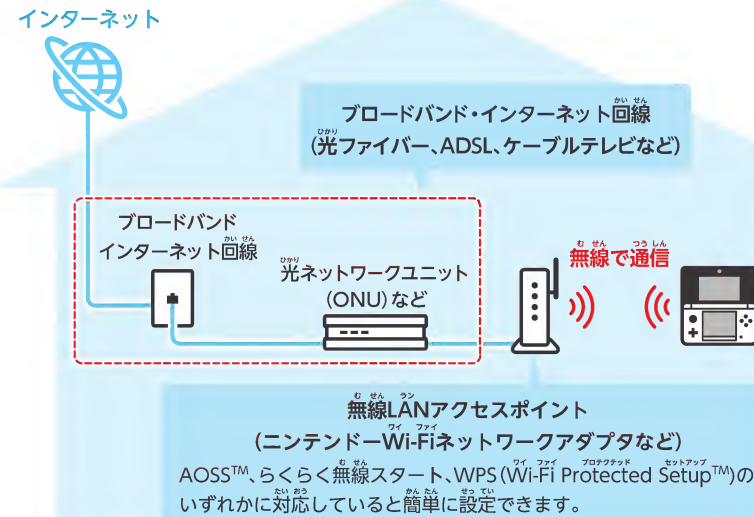 インターネット
ブロードバンド・インターネット回線
(光ファイバー、ADSL、ケーブルテレビなど)
ブロードバンド
インターネット回線
光ネットワークユニット
(ONU)など
無線で通信
無線LANアクセスポイント
(ニンテンドーWi-Fiネットワークアダプタなど)
AOSS™、らくらく無線スタート、WPS(Wi-Fi Protected Setup™)の
いずれかに対応していると簡単に設定できます。